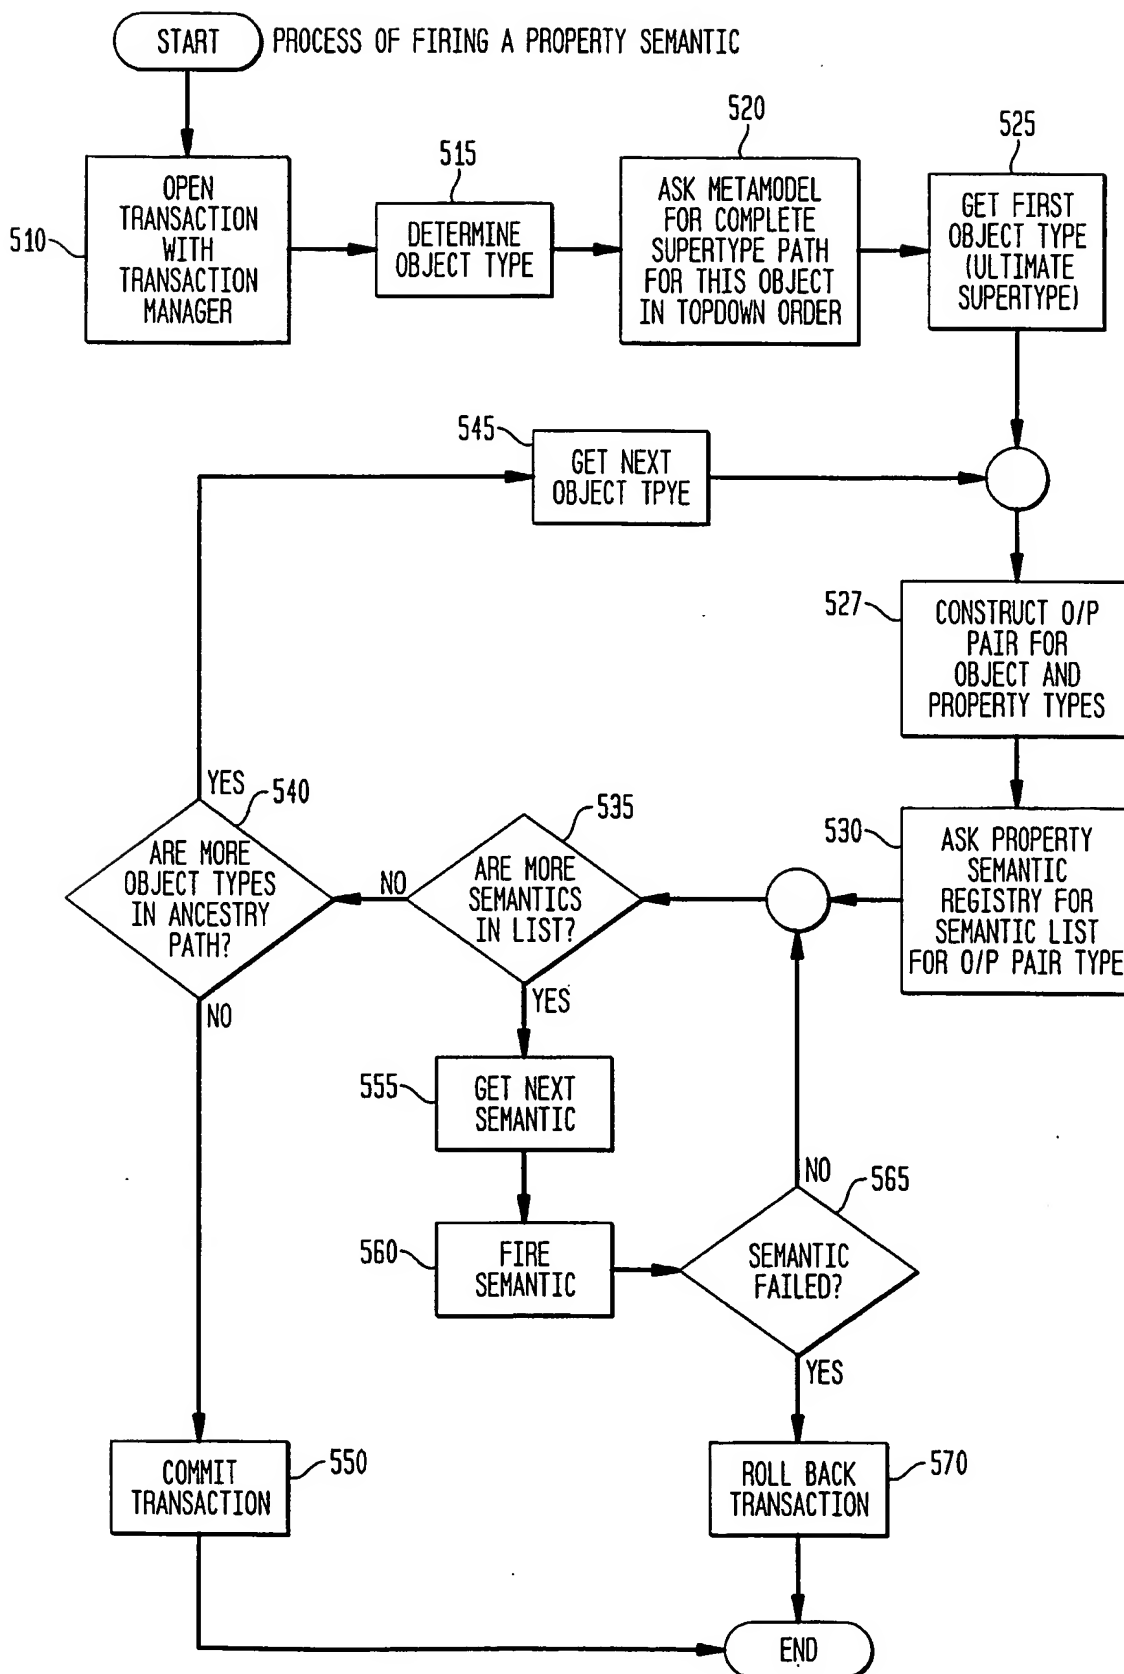 START
PROCESS OF FIRING A PROPERTY SEMANTIC
510
OPEN
TRANSACTION
WITH
TRANSACTION
MANAGER
515
DETERMINE
OBJECT TYPE
520
ASK METAMODEL
FOR COMPLETE
SUPERTYPE PATH
FOR THIS OBJECT
IN TOPDOWN ORDER
525
GET FIRST
OBJECT TYPE
(ULTIMATE
SUPERTYPE)
545
GET NEXT
OBJECT TPYE
527
CONSTRUCT O/P
PAIR FOR
OBJECT AND
PROPERTY TYPES
530
ASK PROPERTY
SEMANTIC
REGISTRY FOR
SEMANTIC LIST
FOR O/P PAIR TYPE
YES
540
ARE MORE
OBJECT TYPES
IN ANCESTRY
PATH?
NO
NO
535
ARE MORE
SEMANTICS
IN LIST?
YES
555
GET NEXT
SEMANTIC
560
FIRE
SEMANTIC
NO
565
SEMANTIC
FAILED?
YES
COMMIT
TRANSACTION
550
ROLL BACK
TRANSACTION
570
END